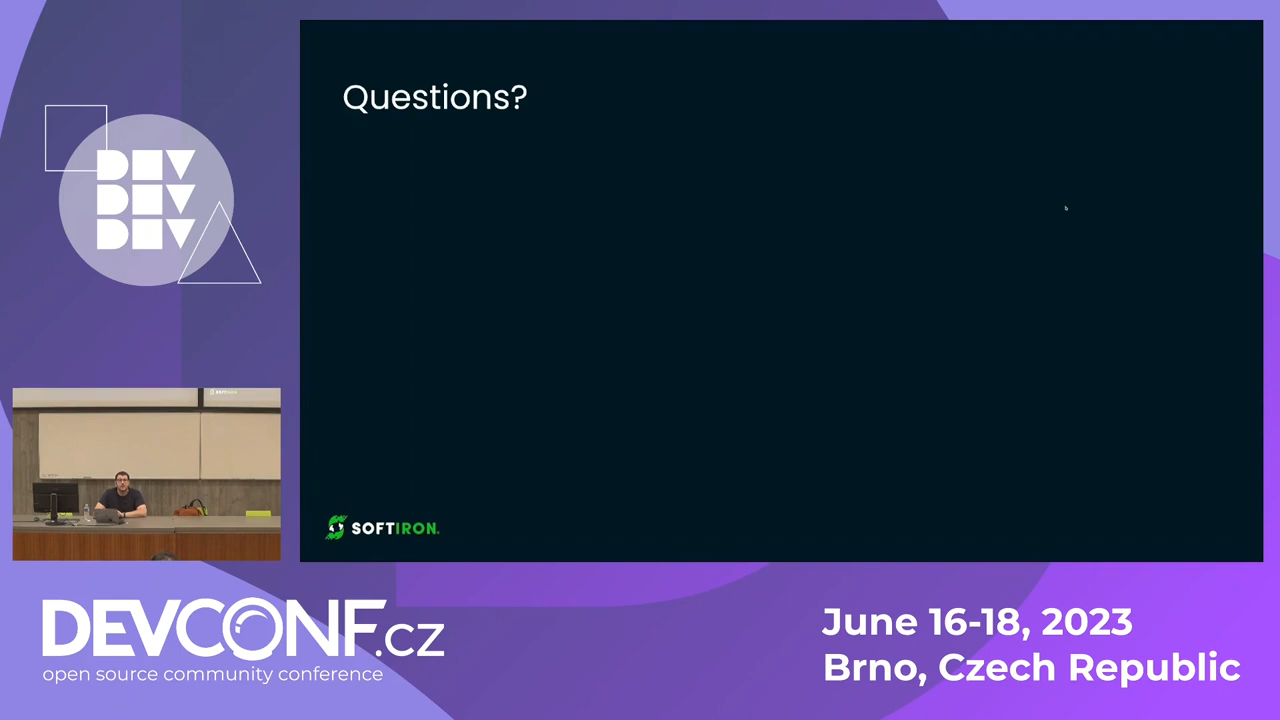 Questions?
DEV
DEV
DEV
SOFTIRON
DEVCONF.cz
open source community conference
June 16-18, 2023
Brno, Czech Republic